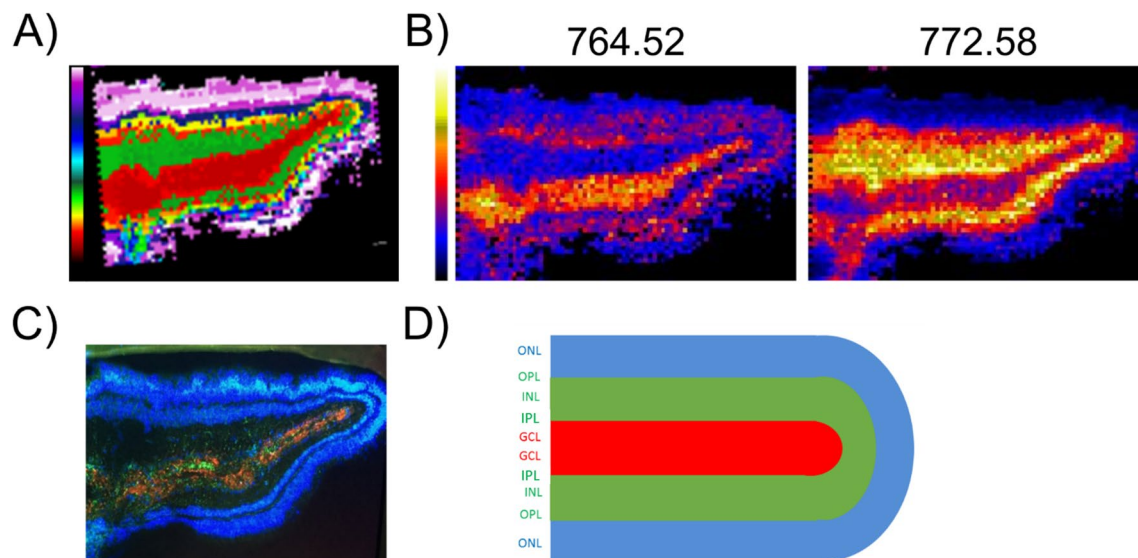 A)
B)
764.52
772.58
C)
D)
ONL
OPL
INL
IPL
GCL
GCL
IPL
INL
OPL
ONL